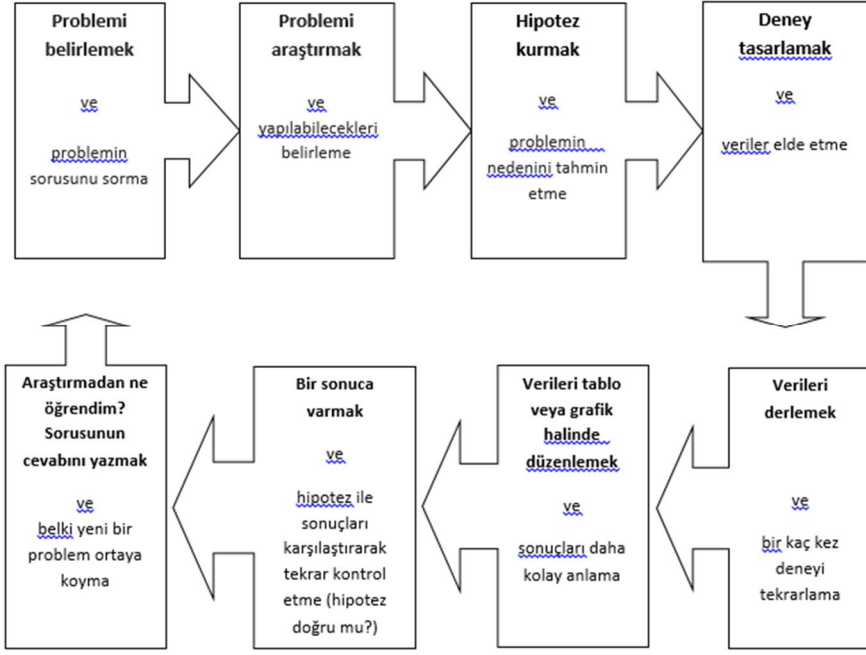 Problemi
belirlemek
ve
problemin
sorusunu sorma
Problemi
araştırmak
ve
yapılabilecekleri
belirleme
Hipotez
kurmak
ve
problemin
nedenini tahmin
etme
Deney
tasarlamak
ve
veriler elde etme
Verileri
derlemek
ve
bir kaç kez
deneyi
tekrarlama
Verileri tablo
veya grafik
halinde
düzenlemek
ve
sonuçları daha
kolay anlama
Bir sonuca
varmak
ve
hipotez ile
sonuçları
karşılaştırarak
tekrar kontrol
etme (hipotez
doğru mu?)
Araştırmadan ne
öğrendim?
Sorusunun
cevabını yazmak
ve
belki yeni bir
problem ortaya
koyma